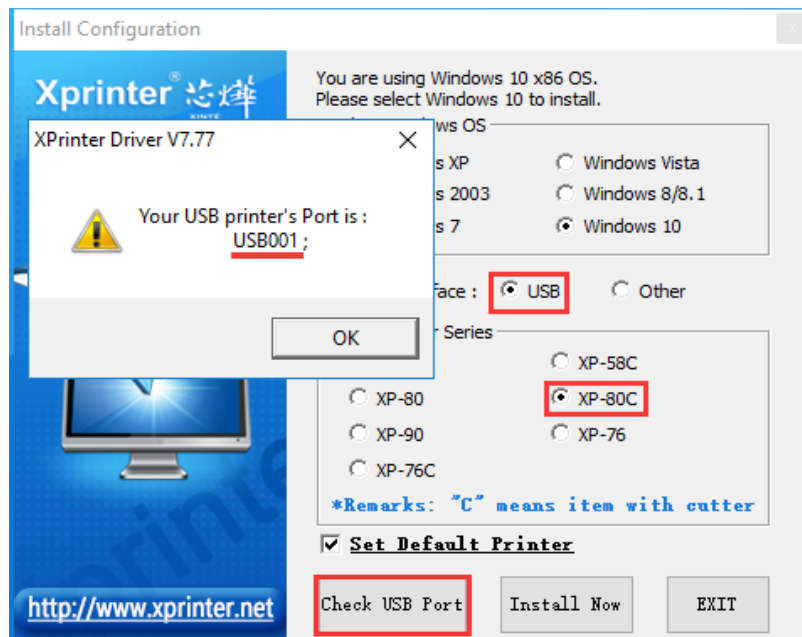 Install Configuration
x
Xprinter® 芯烨
XINYE
You are using Windows 10 x86 OS.
Please select Windows 10 to install.
XPrinter Driver V7.77
ws OS
s XP
Windows Vista
s 2003
Windows 8/8.1
s 7
Windows 10
Your USB printer's Port is :
USB001 ;
OK
face :
USB
Other
Series
XP-58C
XP-80
XP-80C
XP-90
XP-76
XP-76C
*Remarks: "C" means item with cutter
Set Default Printer
http://www.xprinter.net
Check USB Port
Install Now
EXIT